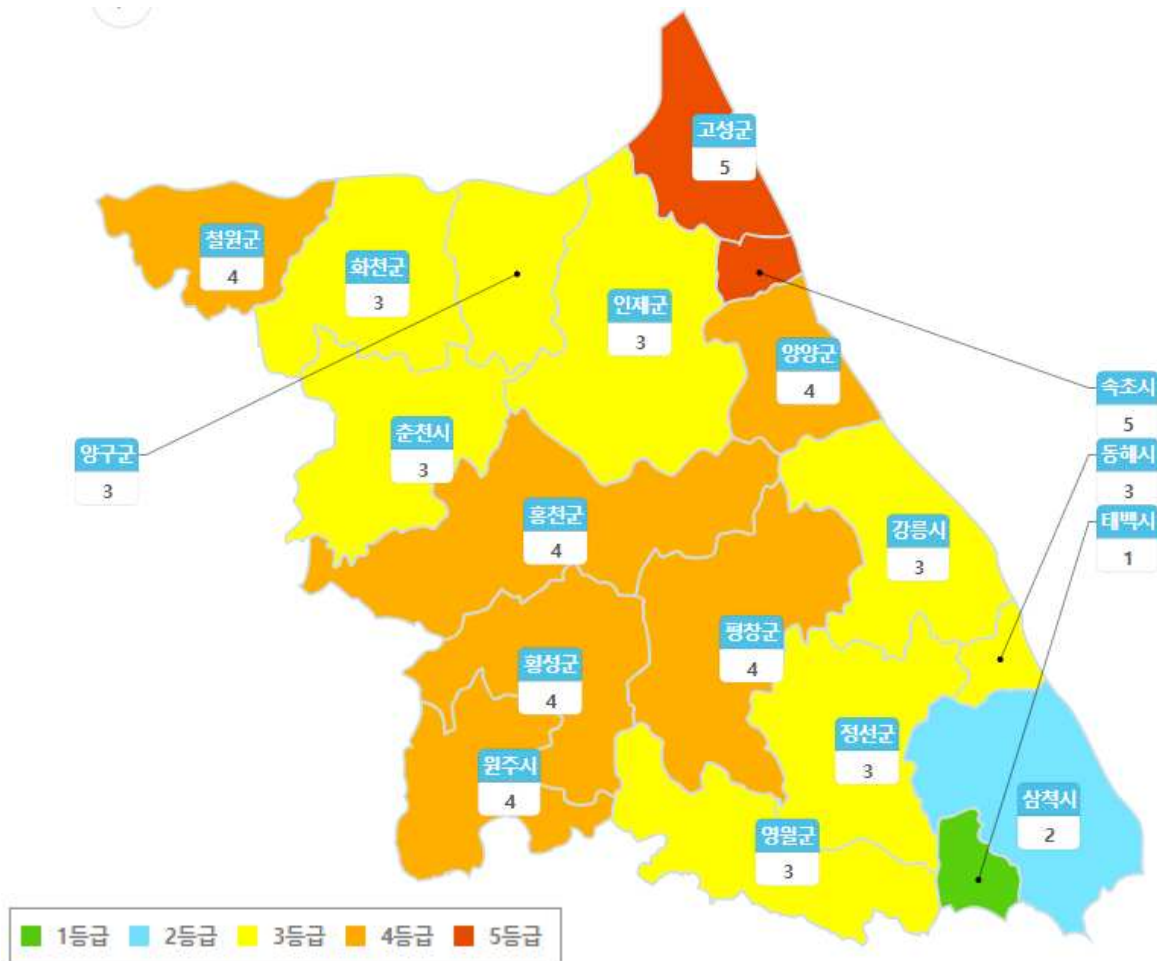 고성군
5
철원군
4
화천군
3
인제군
3
양양군
4
속초시
5
춘천시
3
양구군
3
동해시
3
홍천군
4
강릉시
3
태백시
1
평창군
4
횡성군
4
정선군
3
원주시
4
삼척시
2
영월군
3
1등급 2등급 3등급 4등급 5등급